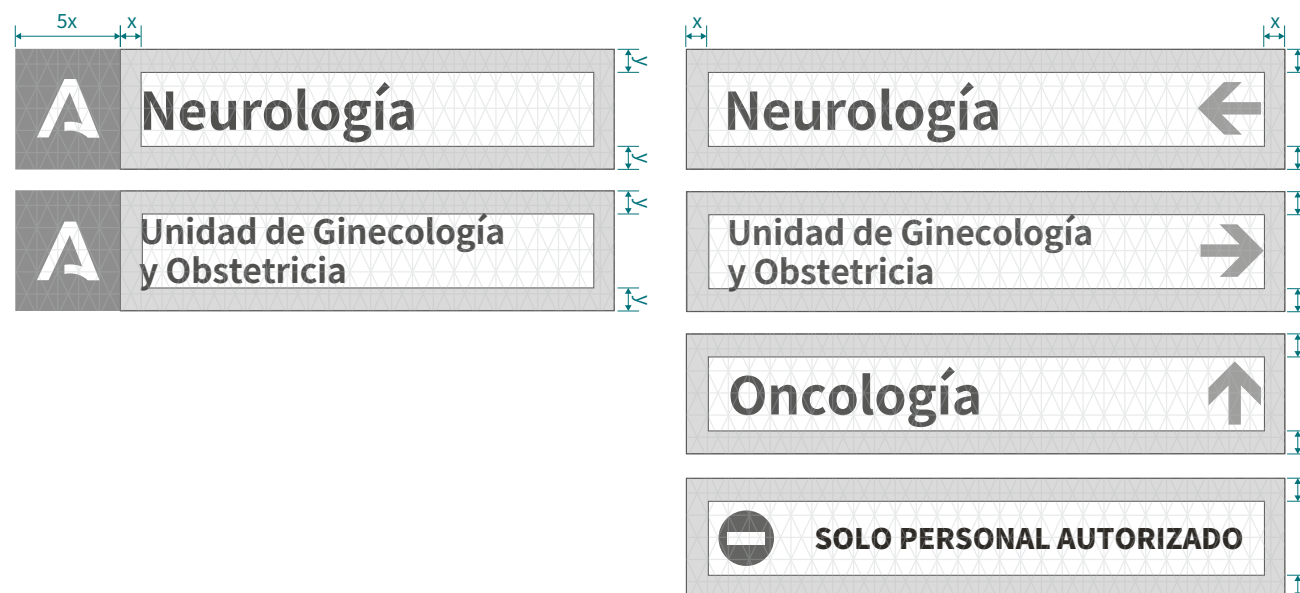 5x
x
y
Neurología
y
y
Unidad de Ginecología
y Obstetricia
y
x
x
Neurología
Unidad de Ginecología
y Obstetricia
Oncología
SOLO PERSONAL AUTORIZADO